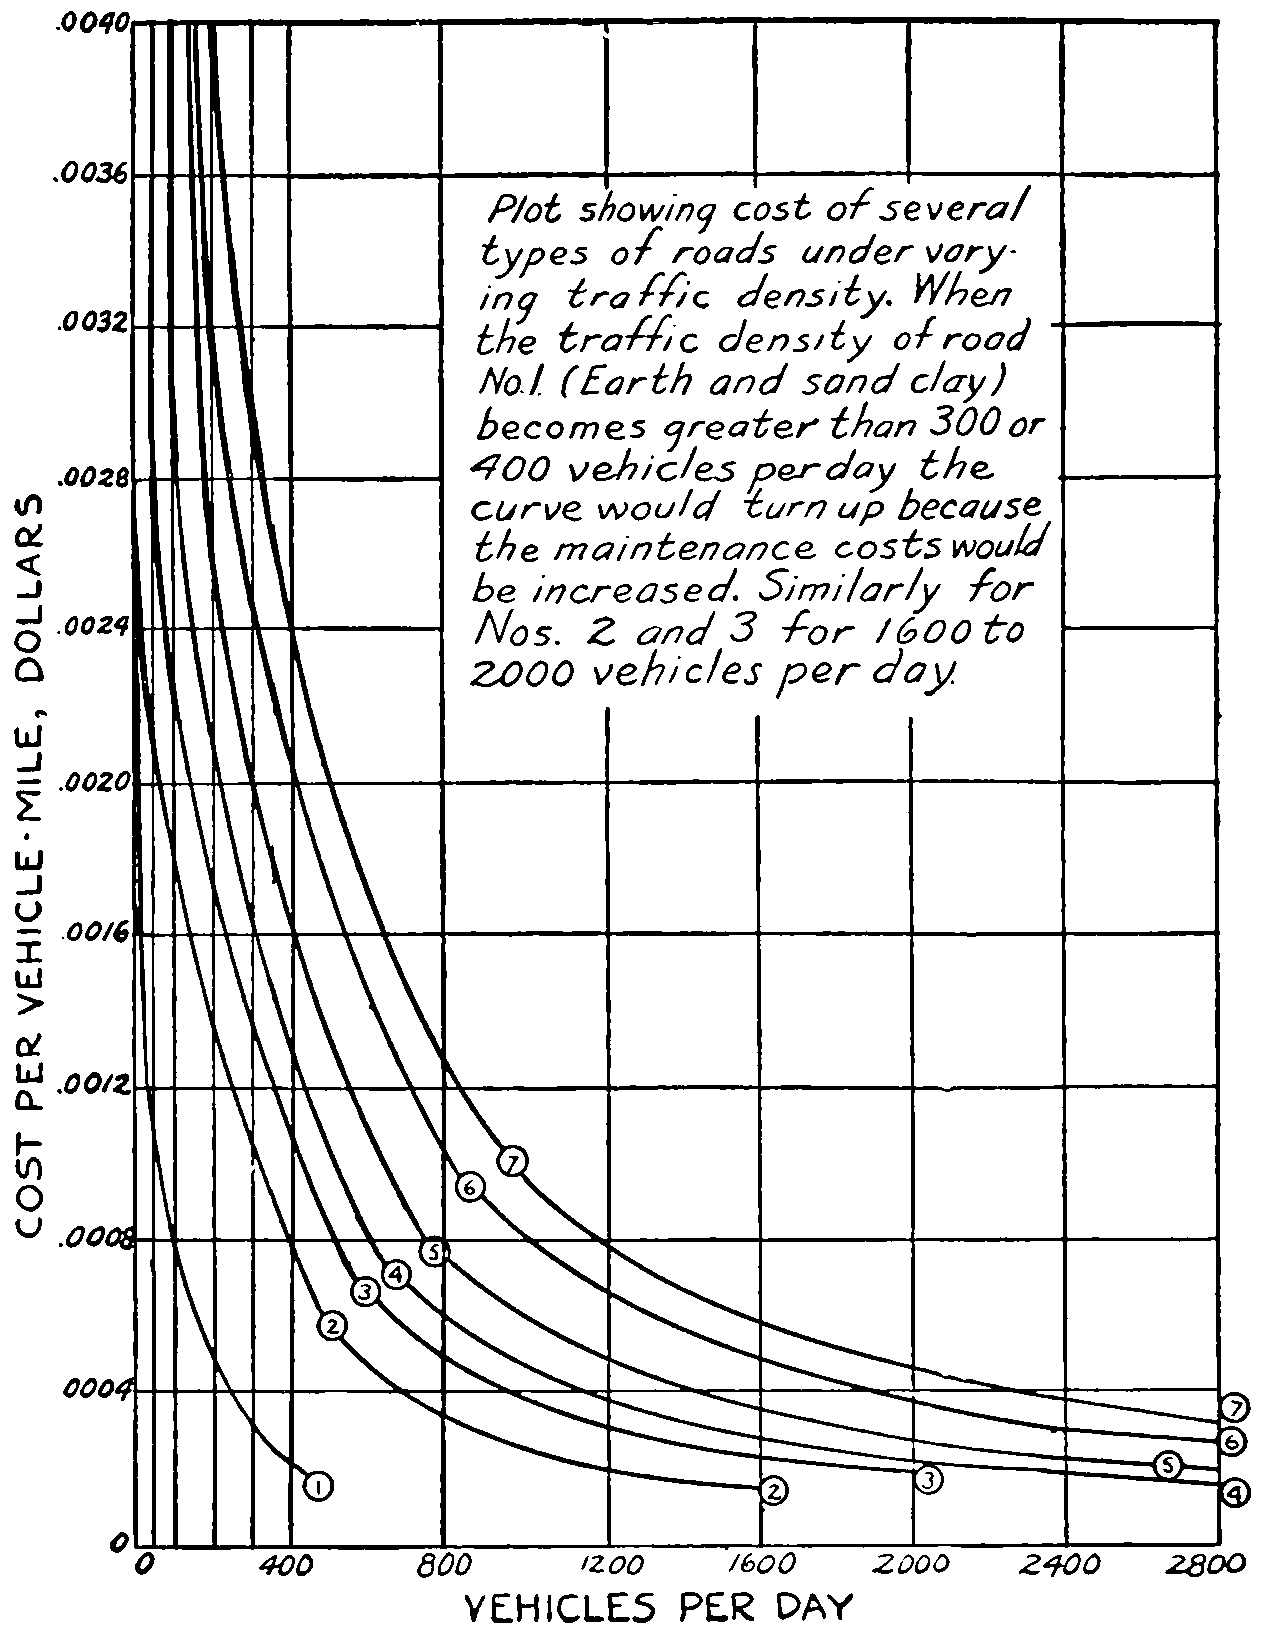 .0040
.0036
.0032
.0028
.0024
.0020
.0016
.0012
.0008
.0004
0
COST PER VEHICLE-MILE, DOLLARS
Plot showing cost of several
types of roads under vary-
ing traffic density. When
the traffic density of road
No.1. (Earth and sand clay)
becomes greater than 300 or
400 vehicles per day the
curve would turn up because
the maintenance costs would
be increased. Similarly for
Nos. 2 and 3 for 1600 to
2000 vehicles per day.
7
6
5
4
3
2
1
7
6
5
4
3
2
0 400 800 1200 1600 2000 2400 2800
VEHICLES PER DAY